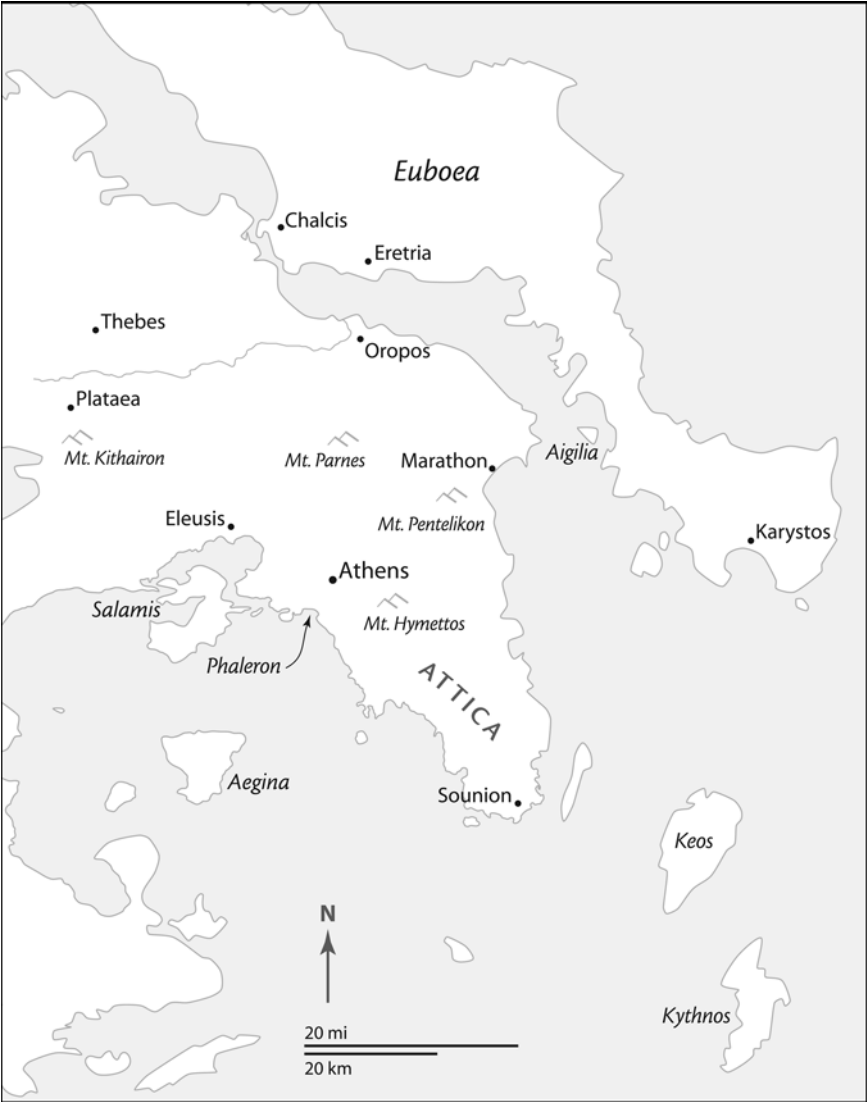 Euboea
Chalcis
Eretria
Thebes
Oropos
Plataea
Mt. Kithairon
Mt. Parnes
Marathon
Aigilia
Mt. Pentelikon
Eleusis
Karystos
Athens
Salamis
Mt. Hymettos
Phaleron
ATTICA
Aegina
Sounion
Keos
N
Kythnos
20 mi
20 km